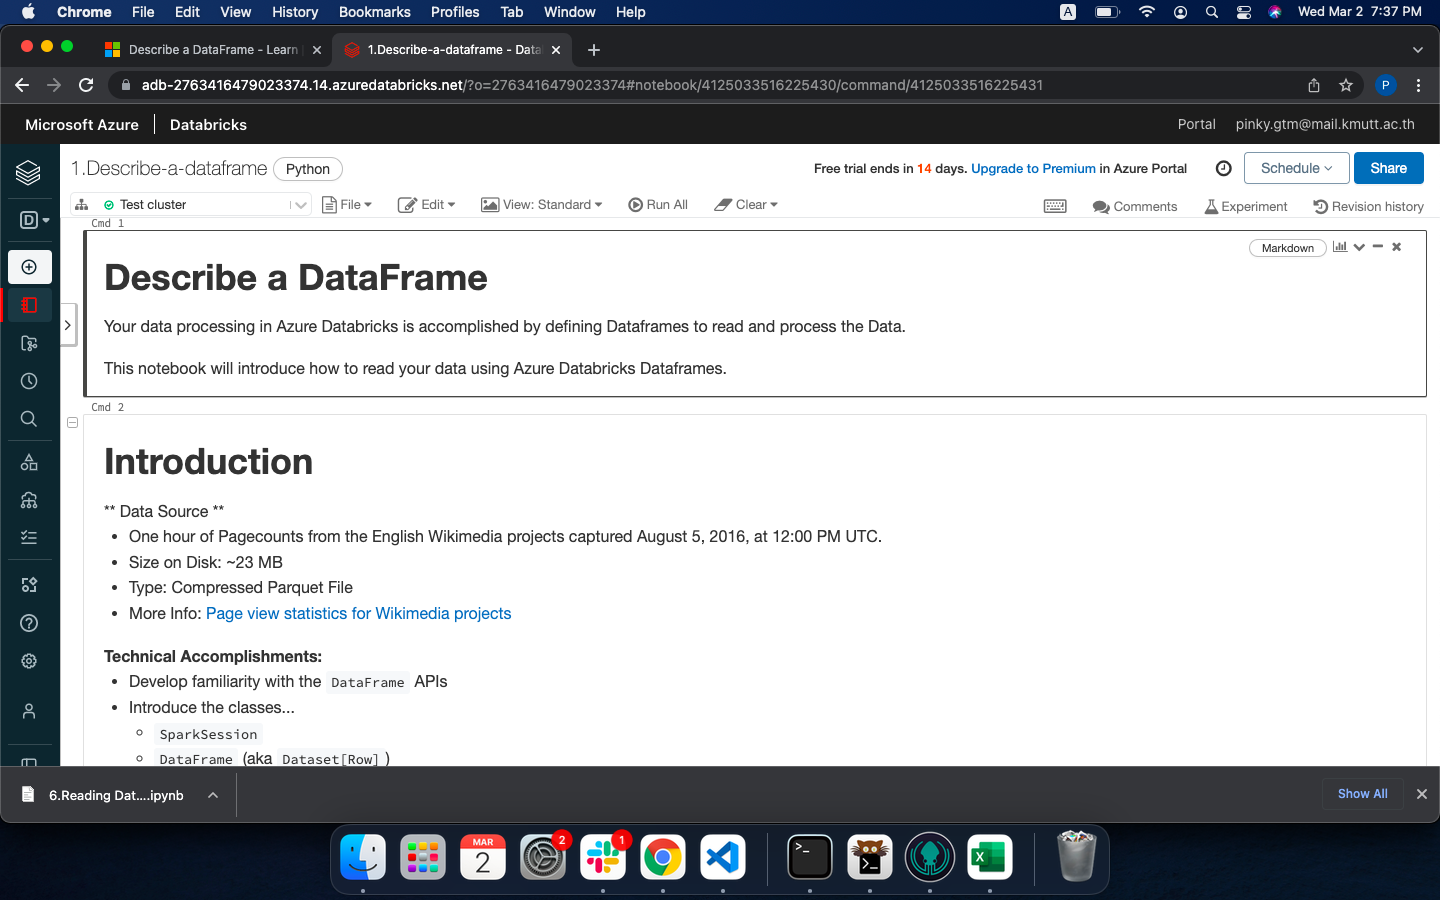 Chrome File Edit View History Bookmarks Profiles Tab Window Help A Wed Mar 2 7:37 PM
Describe a DataFrame - Learn 1.Describe-a-dataframe - Data
adb-2763416479023374.14.azuredatabricks.net/?o=2763416479023374#notebook/4125033516225430/command/4125033516225431 P
Microsoft Azure Databricks Portal pinky.gtm@mail.kmutt.ac.th
1.Describe-a-dataframe Python Free trial ends in 14 days. Upgrade to Premium in Azure Portal Schedule Share
D Test cluster File Edit View: Standard Run All Clear Comments Experiment Revision history
Cmd 1
Markdown
Describe a DataFrame
Your data processing in Azure Databricks is accomplished by defining Dataframes to read and process the Data.
This notebook will introduce how to read your data using Azure Databricks Dataframes.
Cmd 2
Introduction
** Data Source **
• One hour of Pagecounts from the English Wikimedia projects captured August 5, 2016, at 12:00 PM UTC.
• Size on Disk: ~23 MB
• Type: Compressed Parquet File
• More Info: Page view statistics for Wikimedia projects
Technical Accomplishments:
• Develop familiarity with the DataFrame APIs
• Introduce the classes...
◦ SparkSession
◦ DataFrame (aka Dataset[Row])
6.Reading Dat....ipynb Show All
MAR
2
2
1